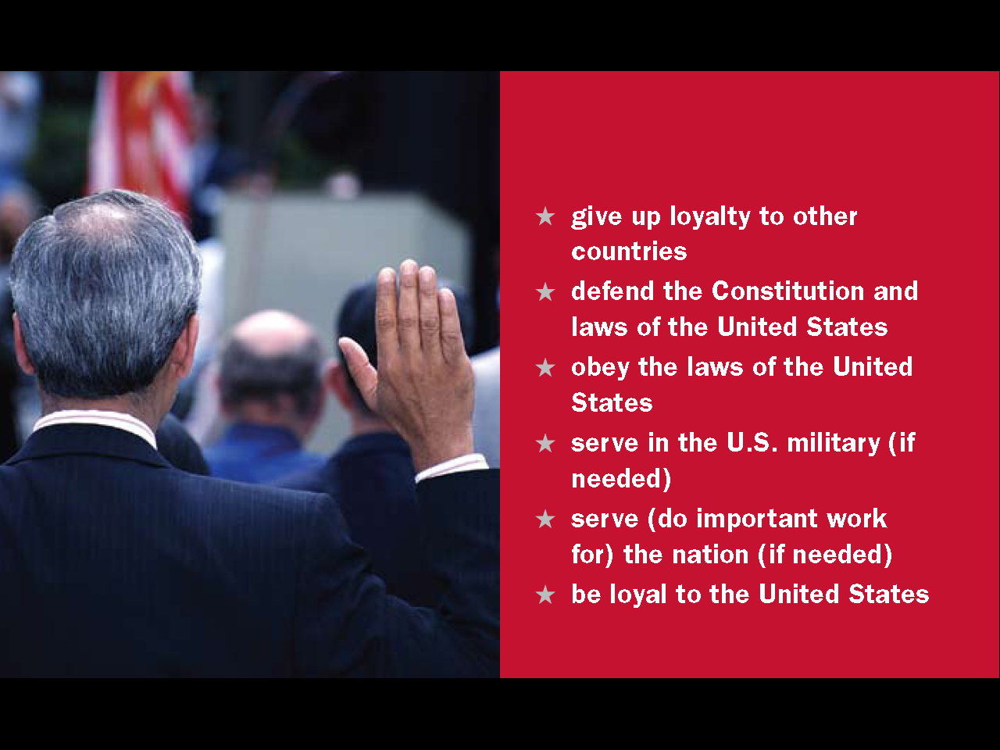 ★ give up loyalty to other
countries
★ defend the Constitution and
laws of the United States
★ obey the laws of the United
States
★ serve in the U.S. military (if
needed)
★ serve (do important work
for) the nation (if needed)
★ be loyal to the United States